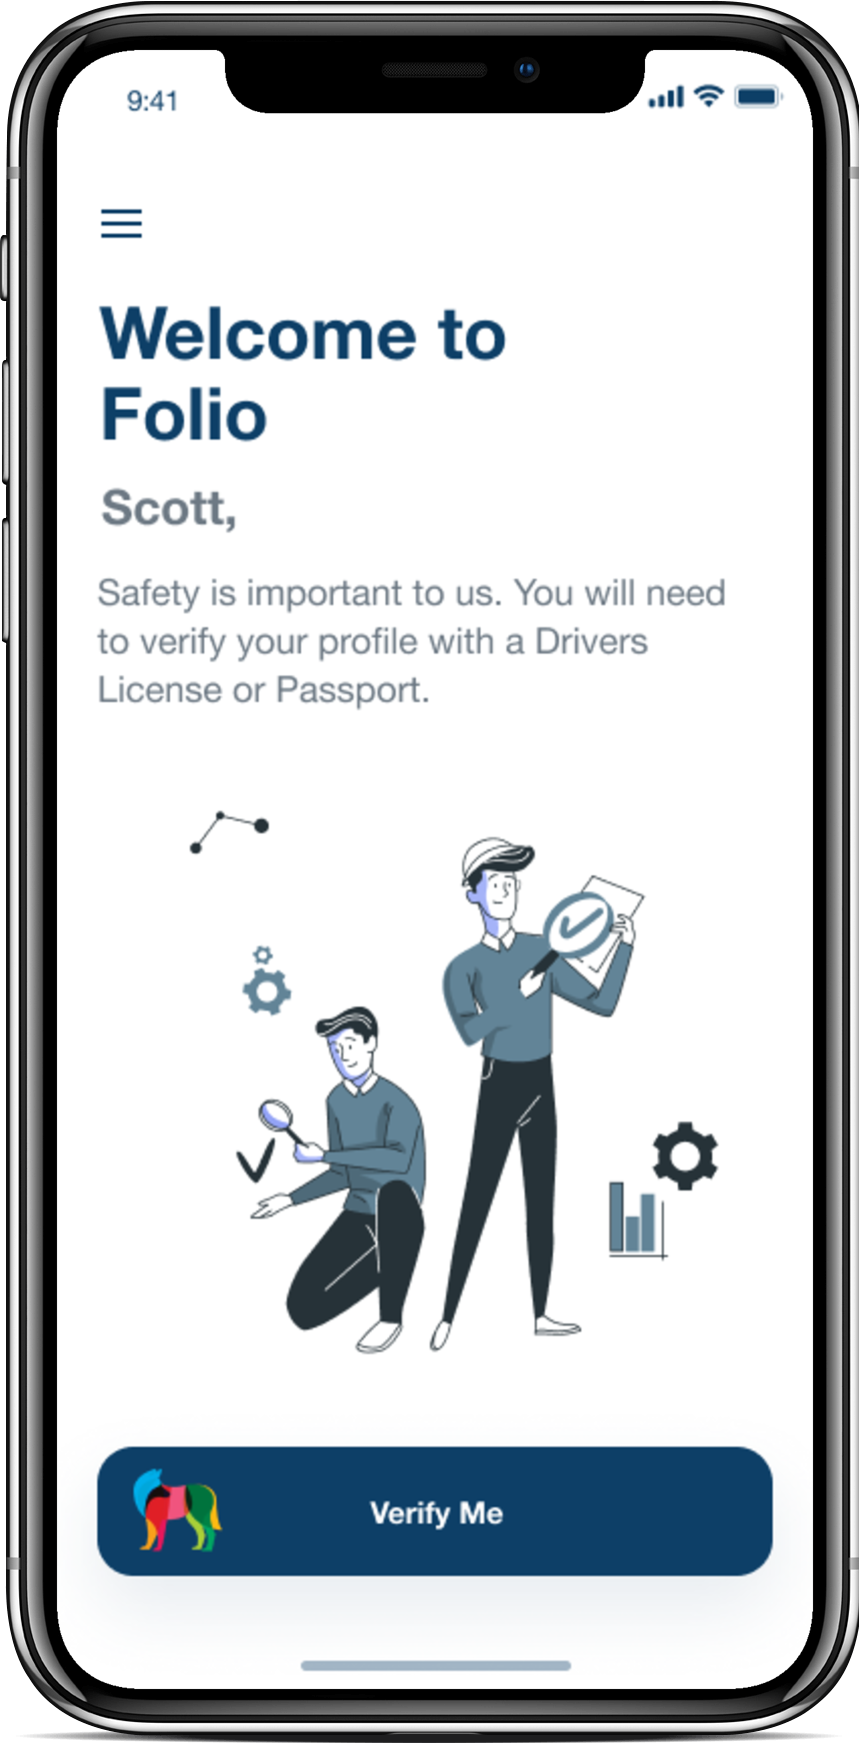 9:41
Welcome to
Folio
Scott,
Safety is important to us. You will need
to verify your profile with a Drivers
License or Passport.
Verify Me